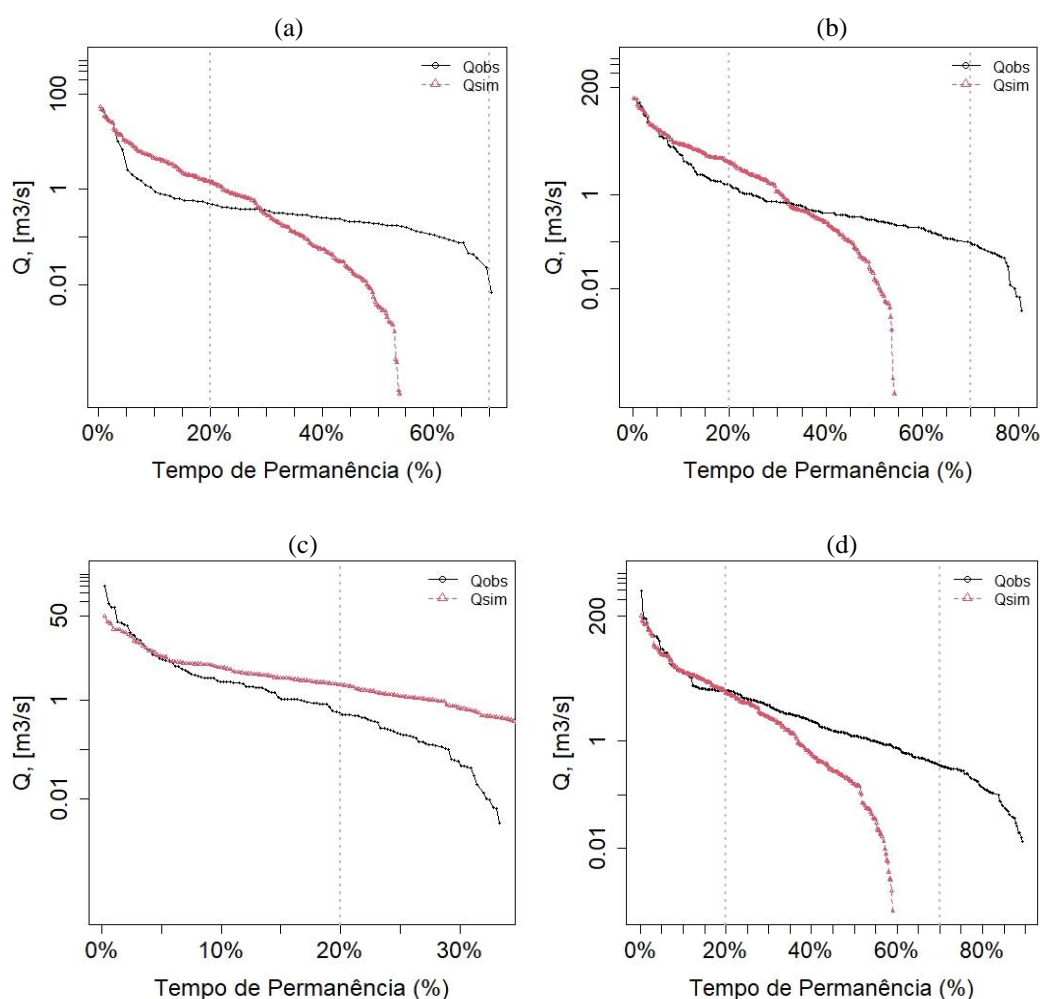 (a)
Qobs
Qsim
100
1
0.01
Q, [m3/s]
0% 20% 40% 60%
Tempo de Permanência (%)
(b)
Qobs
Qsim
200
1
0.01
Q, [m3/s]
0% 20% 40% 60% 80%
Tempo de Permanência (%)
(c)
Qobs
Qsim
50
1
0.01
Q, [m3/s]
0% 10% 20% 30%
Tempo de Permanência (%)
(d)
Qobs
Qsim
200
1
0.01
Q, [m3/s]
0% 20% 40% 60% 80%
Tempo de Permanência (%)